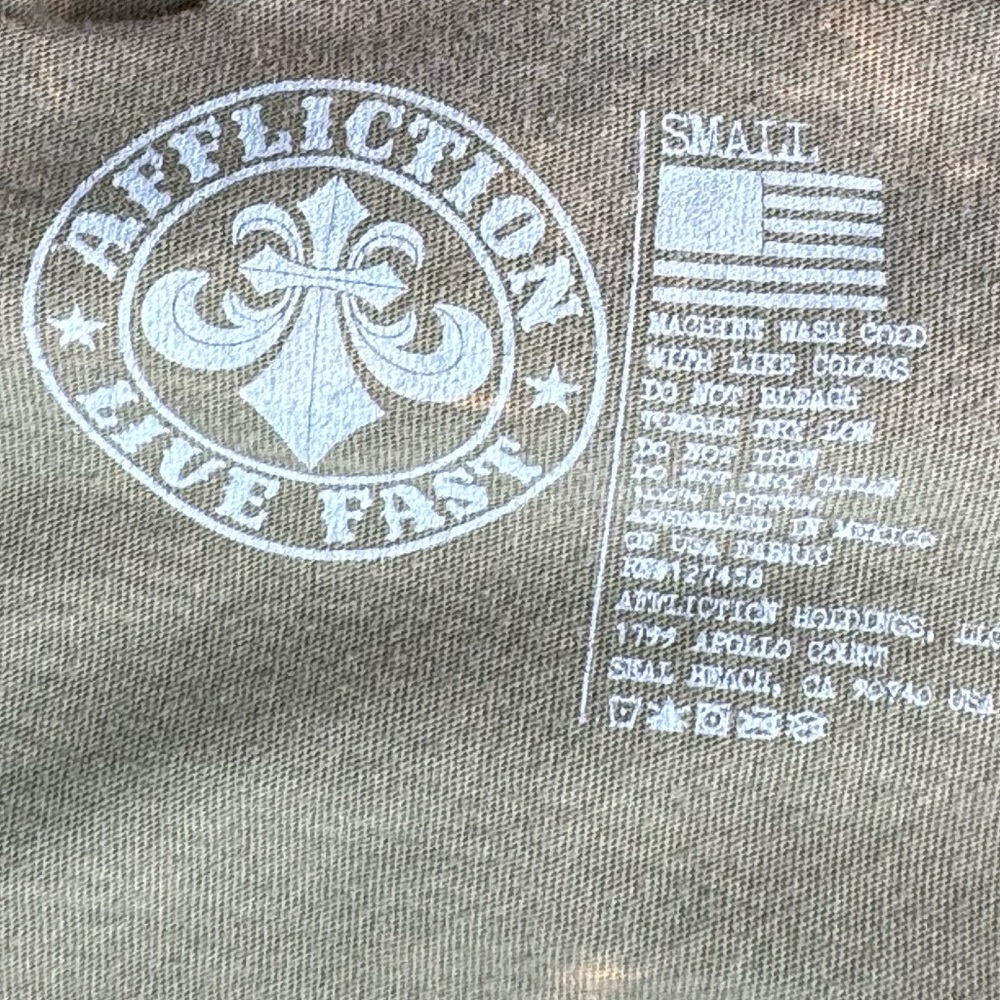 AFFLICTION
LIVE FAST
SMALL
MACHINE WASH COLD
WITH LIKE COLORS
DO NOT BLEACH
TUMBLE DRY LOW
DO NOT IRON
DO NOT DRY CLEAN
100% COTTON
ASSEMBLED IN MEXICO
OF USA FABRIC
RN#127458
AFFLICTION HOLDINGS, LLC
1799 APOLLO COURT
SEAL BEACH, CA 90740 USA